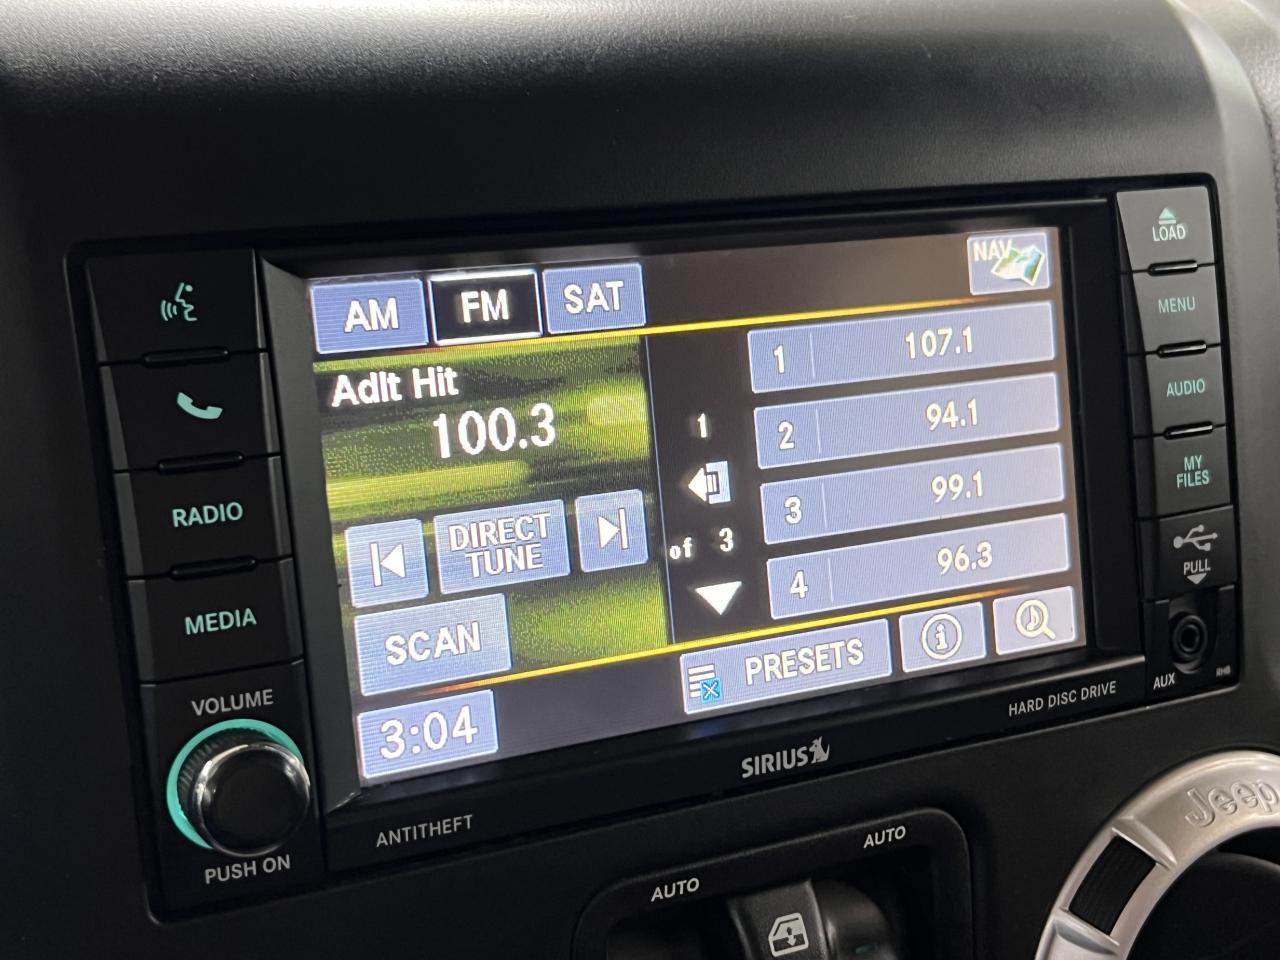 AM FM SAT
NAV
Adlt Hit
100.3
DIRECT
TUNE
SCAN
3:04
1
of 3
1 107.1
2 94.1
3 99.1
4 96.3
PRESETS
RADIO
MEDIA
VOLUME
PUSH ON
ANTITHEFT
SIRIUS
HARD DISC DRIVE
LOAD
MENU
AUDIO
MY
FILES
PULL
AUX
RHB
AUTO
AUTO
Jeep